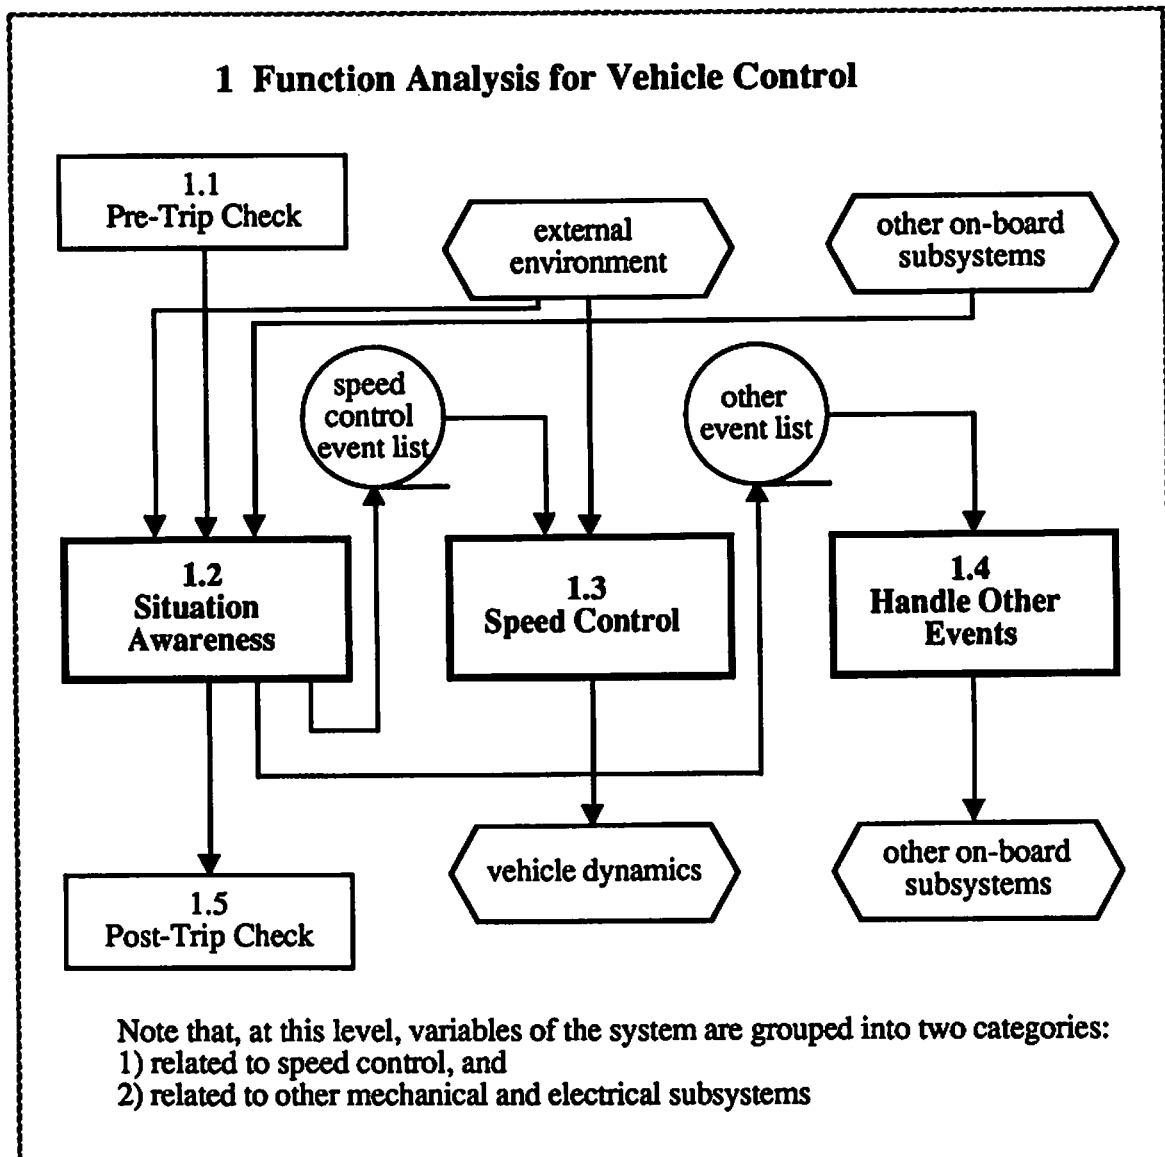 1 Function Analysis for Vehicle Control
1.1
Pre-Trip Check
external
environment
other on-board
subsystems
speed
control
event list
other
event list
1.2
Situation
Awareness
1.3
Speed Control
1.4
Handle Other
Events
vehicle dynamics
other on-board
subsystems
1.5
Post-Trip Check
Note that, at this level, variables of the system are grouped into two categories:
1) related to speed control, and
2) related to other mechanical and electrical subsystems